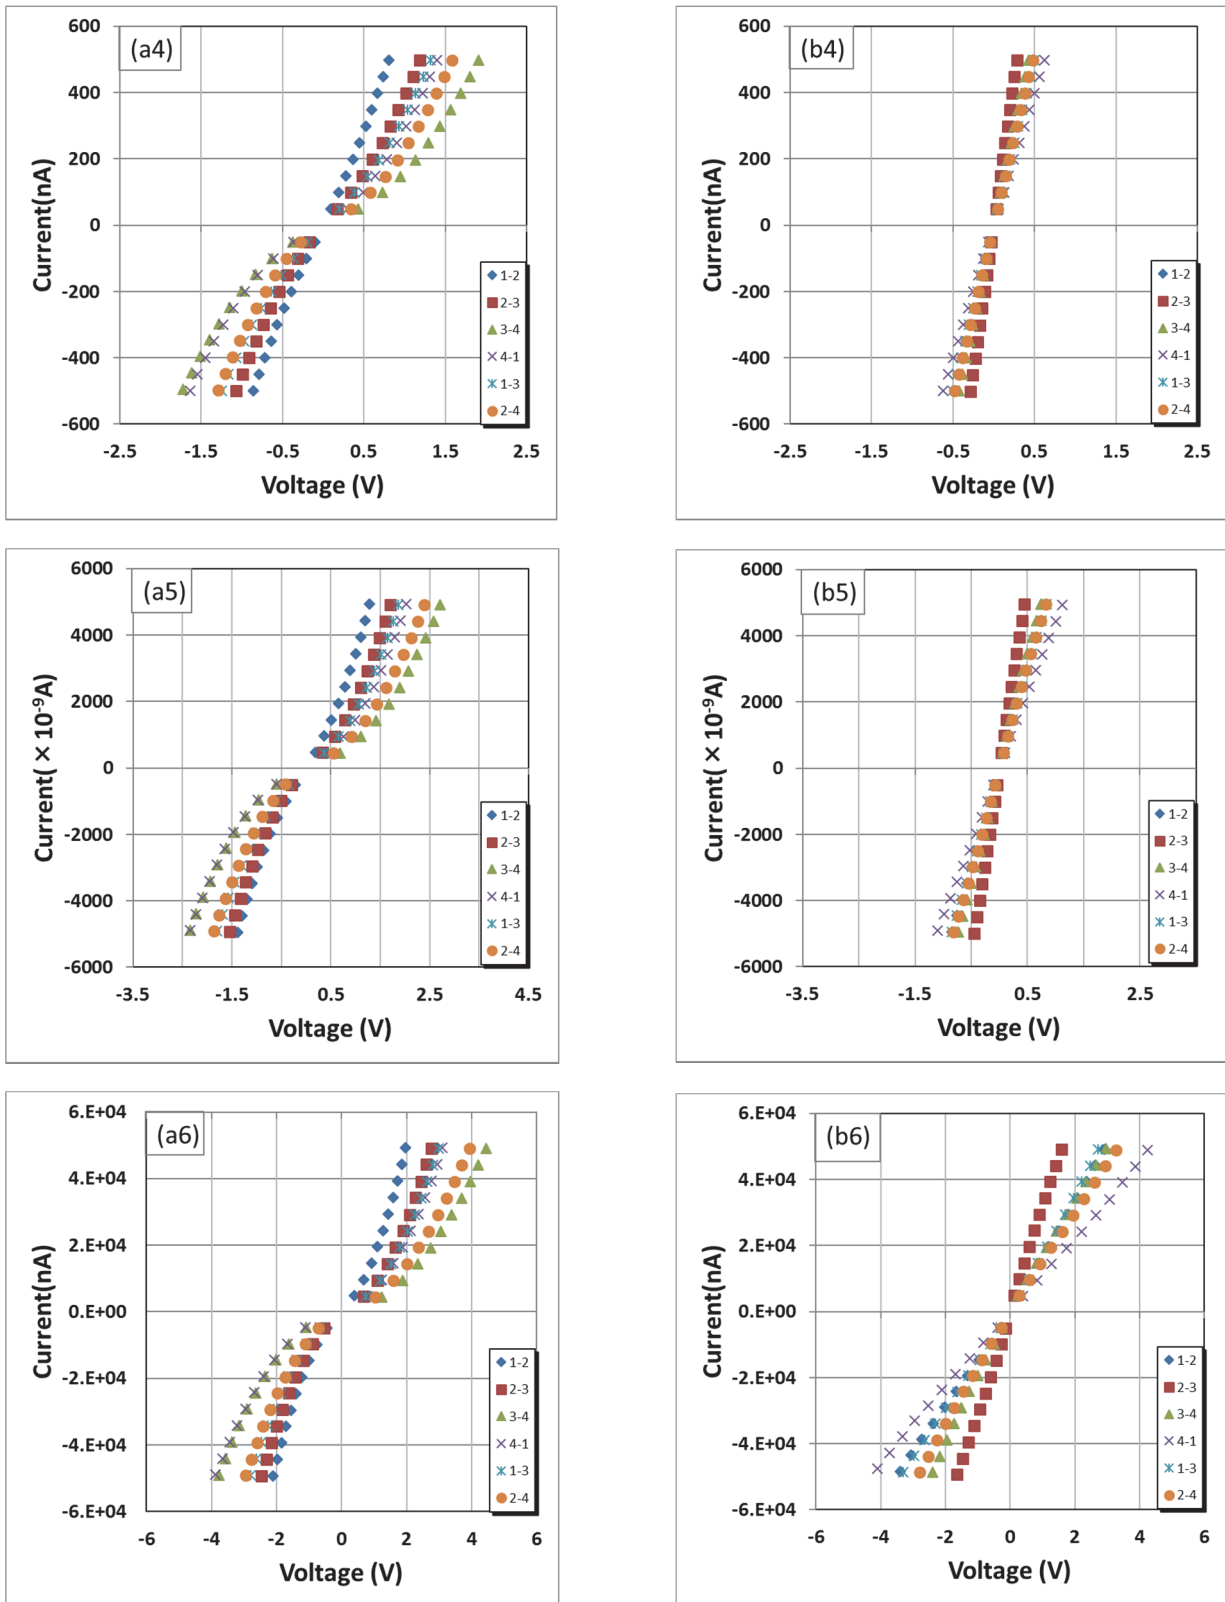 (a4)
600
400
200
0
-200
-400
-600
-2.5 -1.5 -0.5 0.5 1.5 2.5
Current(nA)
Voltage (V)
1-2
2-3
3-4
4-1
1-3
2-4
(b4)
600
400
200
0
-200
-400
-600
-2.5 -1.5 -0.5 0.5 1.5 2.5
Current(nA)
Voltage (V)
1-2
2-3
3-4
4-1
1-3
2-4
(a5)
6000
4000
2000
0
-2000
-4000
-6000
-3.5 -1.5 0.5 2.5 4.5
Current(×10⁻⁹A)
Voltage (V)
1-2
2-3
3-4
4-1
1-3
2-4
(b5)
6000
4000
2000
0
-2000
-4000
-6000
-3.5 -1.5 0.5 2.5
Current(×10⁻⁹A)
Voltage (V)
1-2
2-3
3-4
4-1
1-3
2-4
(a6)
6.E+04
4.E+04
2.E+04
0.E+00
-2.E+04
-4.E+04
-6.E+04
-6 -4 -2 0 2 4 6
Current(nA)
Voltage (V)
1-2
2-3
3-4
4-1
1-3
2-4
(b6)
6.E+04
4.E+04
2.E+04
0.E+00
-2.E+04
-4.E+04
-6.E+04
-6 -4 -2 0 2 4 6
Current(nA)
Voltage (V)
1-2
2-3
3-4
4-1
1-3
2-4